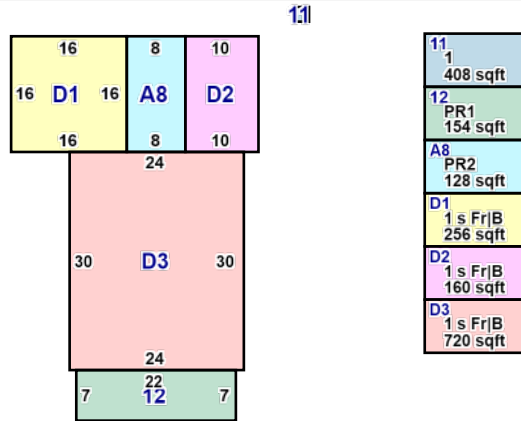 11
16 8 10
16 D1 16 A8 D2
16 8 10
24
30 D3 30
24
22
7 12 7
11
1
408 sqft
12
PR1
154 sqft
A8
PR2
128 sqft
D1
1 s Fr|B
256 sqft
D2
1 s Fr|B
160 sqft
D3
1 s Fr|B
720 sqft